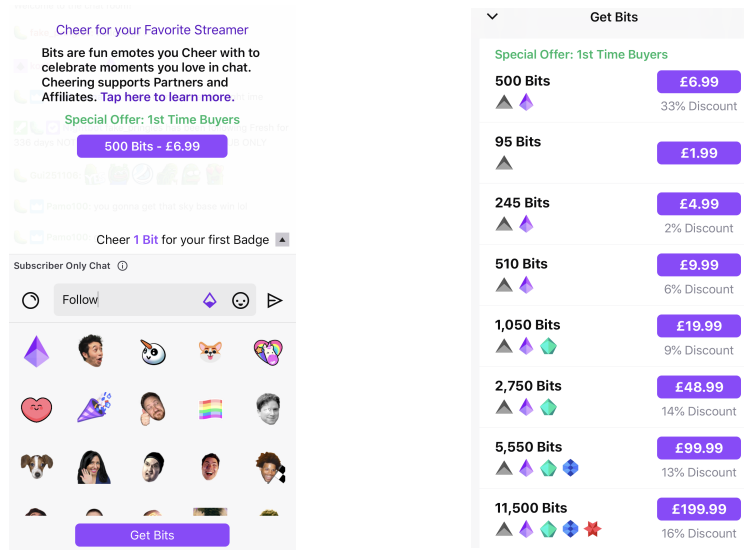 Cheer for your Favorite Streamer
Bits are fun emotes you Cheer with to
celebrate moments you love in chat.
Cheering supports Partners and
Affiliates. Tap here to learn more.
Special Offer: 1st Time Buyers
500 Bits - £6.99
Cheer 1 Bit for your first Badge
Subscriber Only Chat
Follow
Get Bits
Get Bits
Special Offer: 1st Time Buyers
500 Bits
£6.99
33% Discount
95 Bits
£1.99
245 Bits
£4.99
2% Discount
510 Bits
£9.99
6% Discount
1,050 Bits
£19.99
9% Discount
2,750 Bits
£48.99
14% Discount
5,550 Bits
£99.99
13% Discount
11,500 Bits
£199.99
16% Discount